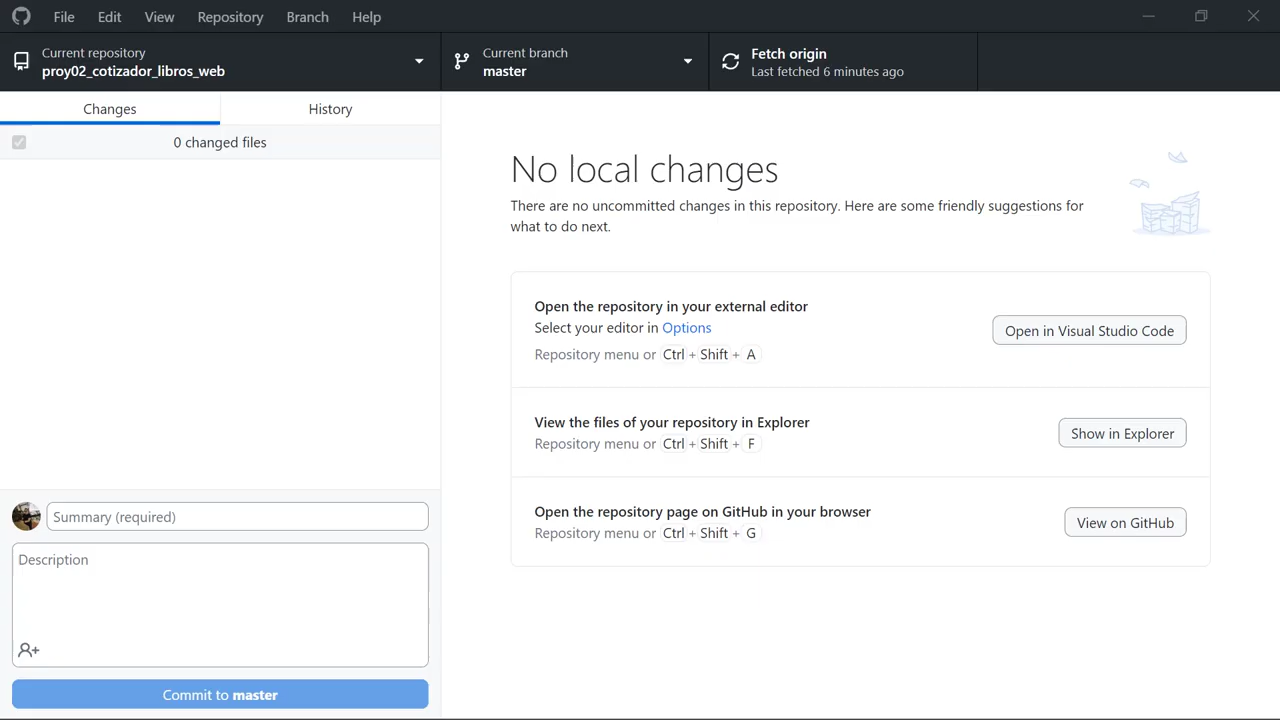 File Edit View Repository Branch Help
Current repository
proy02_cotizador_libros_web
Current branch
master
Fetch origin
Last fetched 6 minutes ago
Changes
History
0 changed files
No local changes
There are no uncommitted changes in this repository. Here are some friendly suggestions for
what to do next.
Open the repository in your external editor
Select your editor in Options
Repository menu or Ctrl + Shift + A
Open in Visual Studio Code
View the files of your repository in Explorer
Repository menu or Ctrl + Shift + F
Show in Explorer
Open the repository page on GitHub in your browser
Repository menu or Ctrl + Shift + G
View on GitHub
Summary (required)
Description
Commit to master